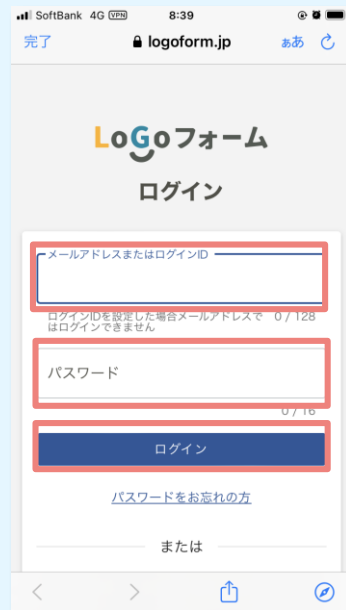 SoftBank 4G VPN 8:39
完了 logoform.jp ぁあ
LoGoフォーム
ログイン
メールアドレスまたはログインID
ログインIDを設定した場合メールアドレスで 0 / 128
はログインできません
パスワード
0 / 16
ログイン
パスワードをお忘れの方
または